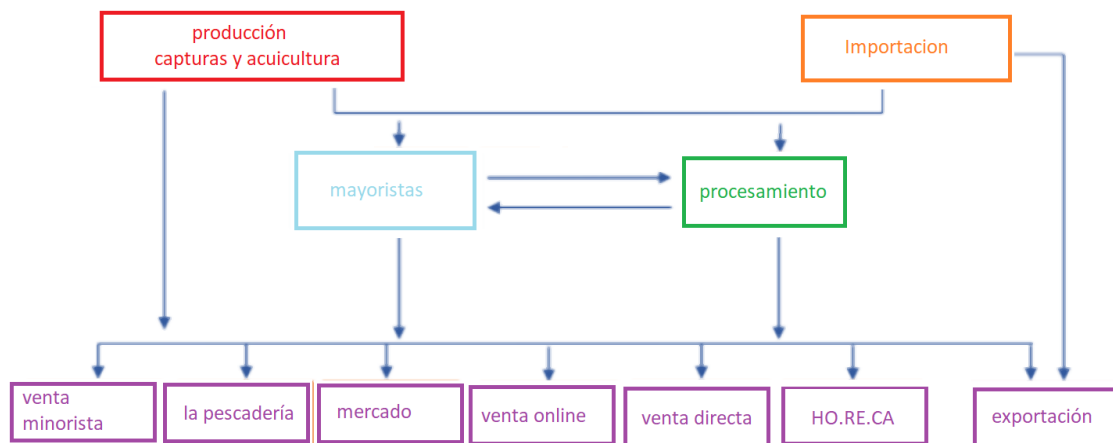 producción
capturas y acuicultura
Importacion
mayoristas
procesamiento
venta
minorista
la pescadería
mercado
venta online
venta directa
HO.RE.CA
exportación